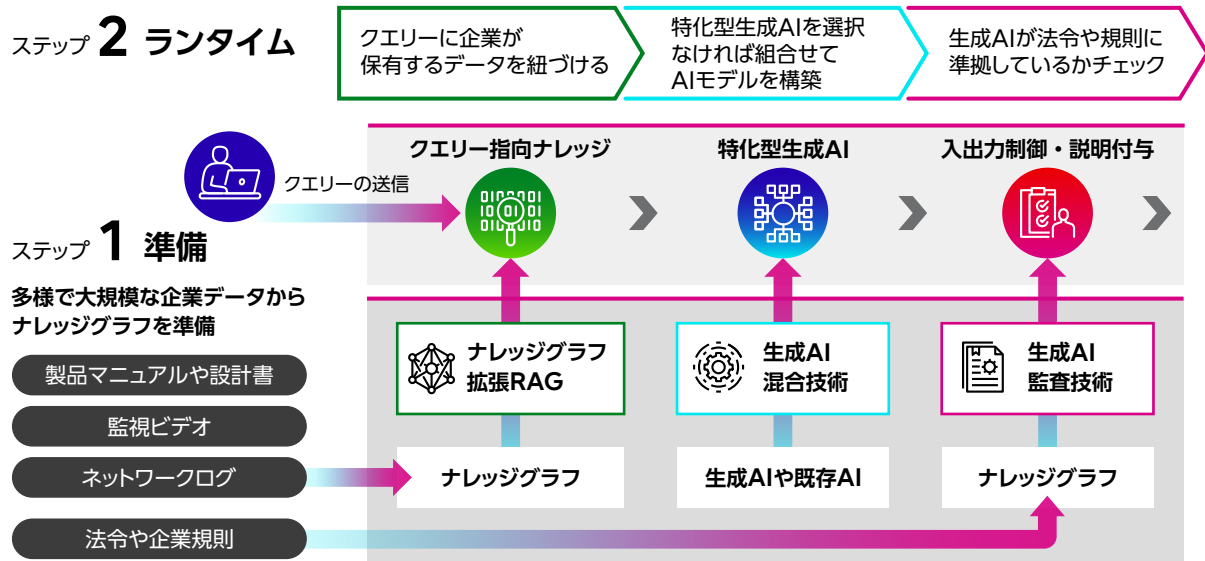 ステップ 2 ランタイム
クエリーに企業が
保有するデータを紐づける
特化型生成AIを選択
なければ組合せて
AIモデルを構築
生成AIが法令や規則に
準拠しているかチェック
クエリー指向ナレッジ
特化型生成AI
入出力制御・説明付与
クエリーの送信
ステップ 1 準備
多様で大規模な企業データから
ナレッジグラフを準備
製品マニュアルや設計書
監視ビデオ
ネットワークログ
法令や企業規則
ナレッジグラフ
拡張RAG
生成AI
混合技術
生成AI
監査技術
ナレッジグラフ
生成AIや既存AI
ナレッジグラフ